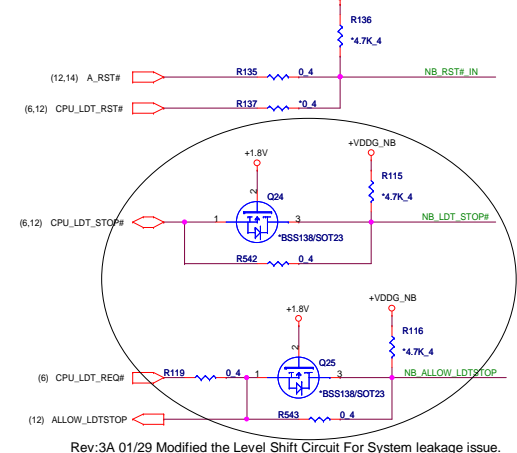 R136
*4.7K_4
(12,14) A_RST# R135 0_4 NB_RST#_IN
(6,12) CPU_LDT_RST# R137 *0_4
+1.8V +VDDG_NB
2 Q24 R115
*4.7K_4
(6,12) CPU_LDT_STOP# 1 3 NB_LDT_STOP#
*BSS138/SOT23
R542 0_4
+1.8V +VDDG_NB
2 R116
Q25 *4.7K_4
(6) CPU_LDT_REQ# R119 0_4 1 3 NB_ALLOW_LDTSTOP
*BSS138/SOT23
(12) ALLOW_LDTSTOP R543 0_4
Rev:3A 01/29 Modified the Level Shift Circuit For System leakage issue.